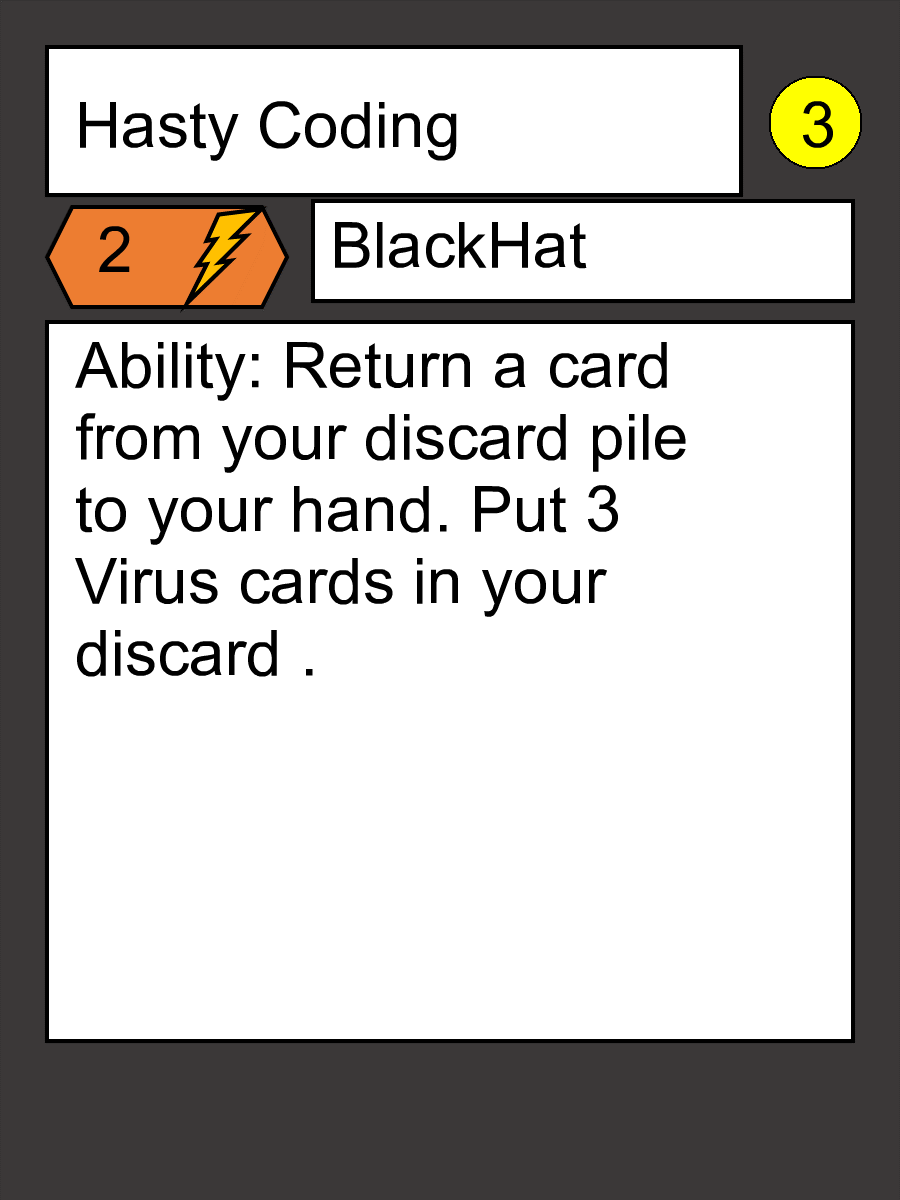 Hasty Coding
3
2
BlackHat
Ability: Return a card
from your discard pile
to your hand. Put 3
Virus cards in your
discard .